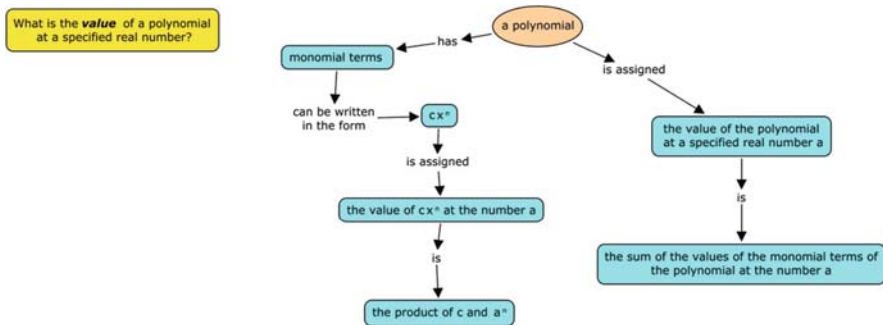 What is the value of a polynomial
at a specified real number?
a polynomial
has
monomial terms
is assigned
can be written
in the form
cxⁿ
the value of the polynomial
at a specified real number a
is assigned
the value of cxⁿ at the number a
is
is
the sum of the values of the monomial terms of
the polynomial at the number a
the product of c and aⁿ